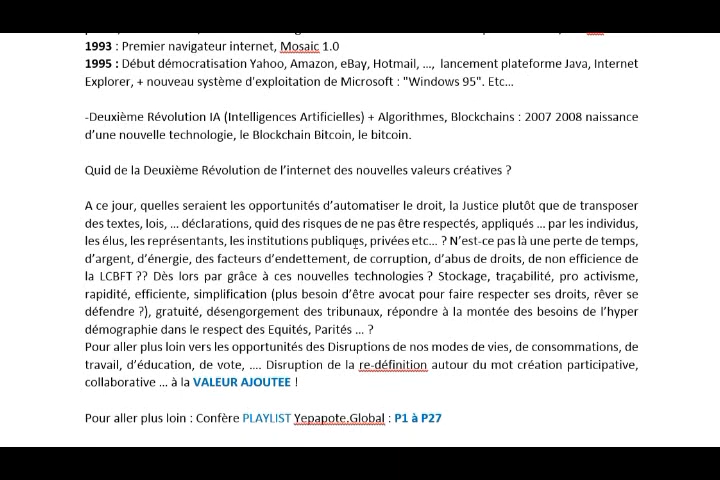 1993 : Premier navigateur internet, Mosaic 1.0
1995 : Début démocratisation Yahoo, Amazon, eBay, Hotmail, …, lancement plateforme Java, Internet
Explorer, + nouveau système d'exploitation de Microsoft : "Windows 95". Etc…
-Deuxième Révolution IA (Intelligences Artificielles) + Algorithmes, Blockchains : 2007 2008 naissance
d’une nouvelle technologie, le Blockchain Bitcoin, le bitcoin.
Quid de la Deuxième Révolution de l’internet des nouvelles valeurs créatives ?
A ce jour, quelles seraient les opportunités d’automatiser le droit, la Justice plutôt que de transposer
des textes, lois, … déclarations, quid des risques de ne pas être respectés, appliqués … par les individus,
les élus, les représentants, les institutions publiques, privées etc… ? N’est-ce pas là une perte de temps,
d’argent, d’énergie, des facteurs d’endettement, de corruption, d’abus de droits, de non efficience de
la LCBFT ?? Dès lors par grâce à ces nouvelles technologies ? Stockage, traçabilité, pro activisme,
rapidité, efficiente, simplification (plus besoin d’être avocat pour faire respecter ses droits, rêver se
défendre ?), gratuité, désengorgement des tribunaux, répondre à la montée des besoins de l’hyper
démographie dans le respect des Equités, Parités … ?
Pour aller plus loin vers les opportunités des Disruptions de nos modes de vies, de consommations, de
travail, d’éducation, de vote, …. Disruption de la re-définition autour du mot création participative,
collaborative … à la VALEUR AJOUTEE !
Pour aller plus loin : Confère PLAYLIST Yepapote.Global : P1 à P27